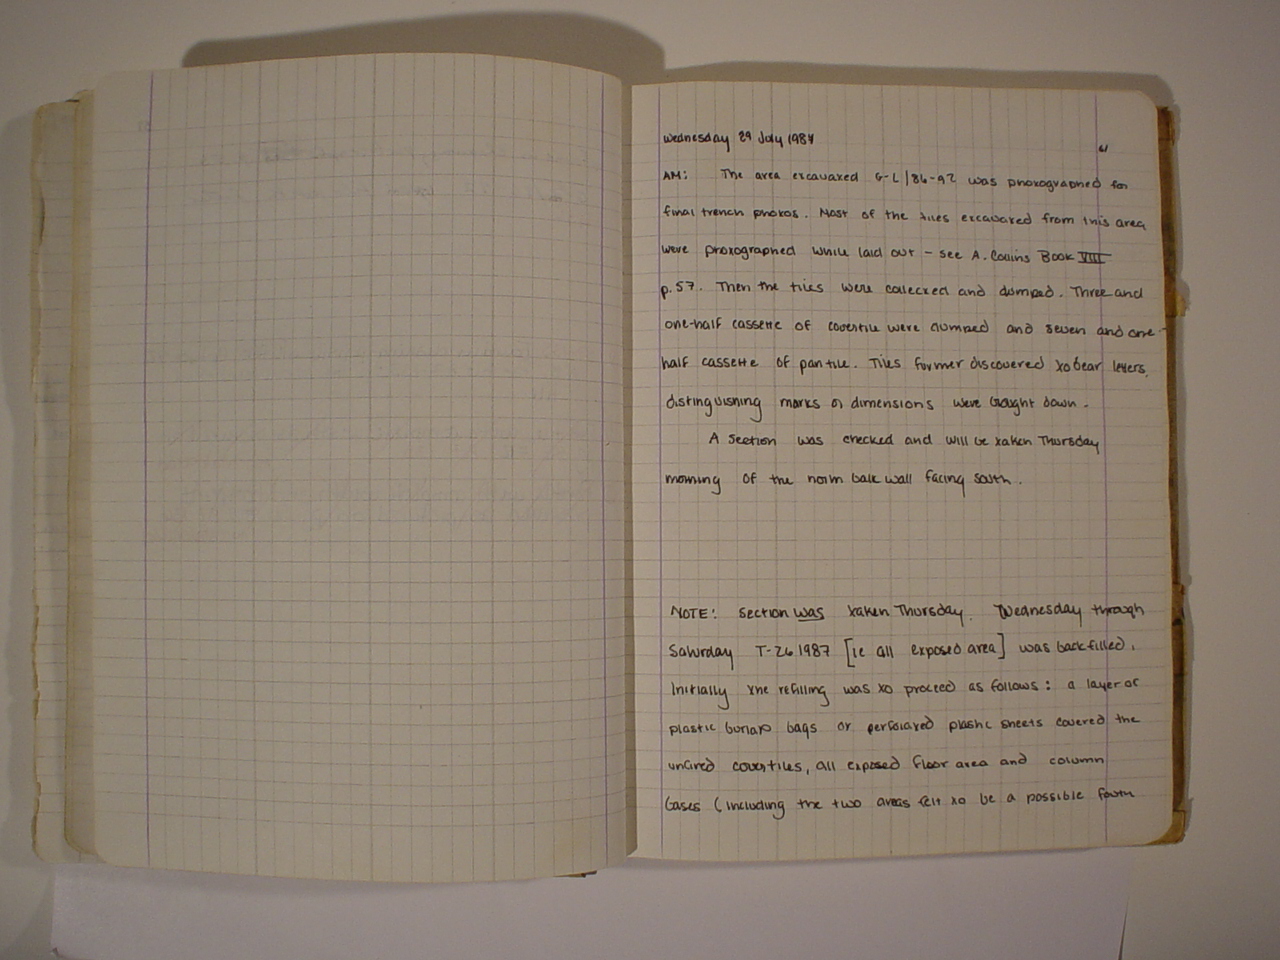 Wednesday 29 July 1987
61
AM: The area excavated G-L/86-92 was photographed for
final trench photos. Most of the tiles excavated from this area
were photographed while laid out - see A. Collins Book VIII
p.57. Then the tiles were collected and dumped. Three and
one-half cassette of covertile were dumped and seven and one-
half cassette of pan tile. Tiles further discovered to bear letters,
distinguishing marks or dimensions were brought down.
A section was checked and will be taken Thursday
morning of the north balk wall facing south.
NOTE: Section was taken Thursday. Wednesday through
Saturday T-26 1987 [ie all exposed area] was backfilled.
Initially the refilling was to proceed as follows: a layer of
plastic burlap bags or perforated plastic sheets covered the
unfired covertiles, all exposed floor area and column
bases (including the two areas felt to be a possible fourth